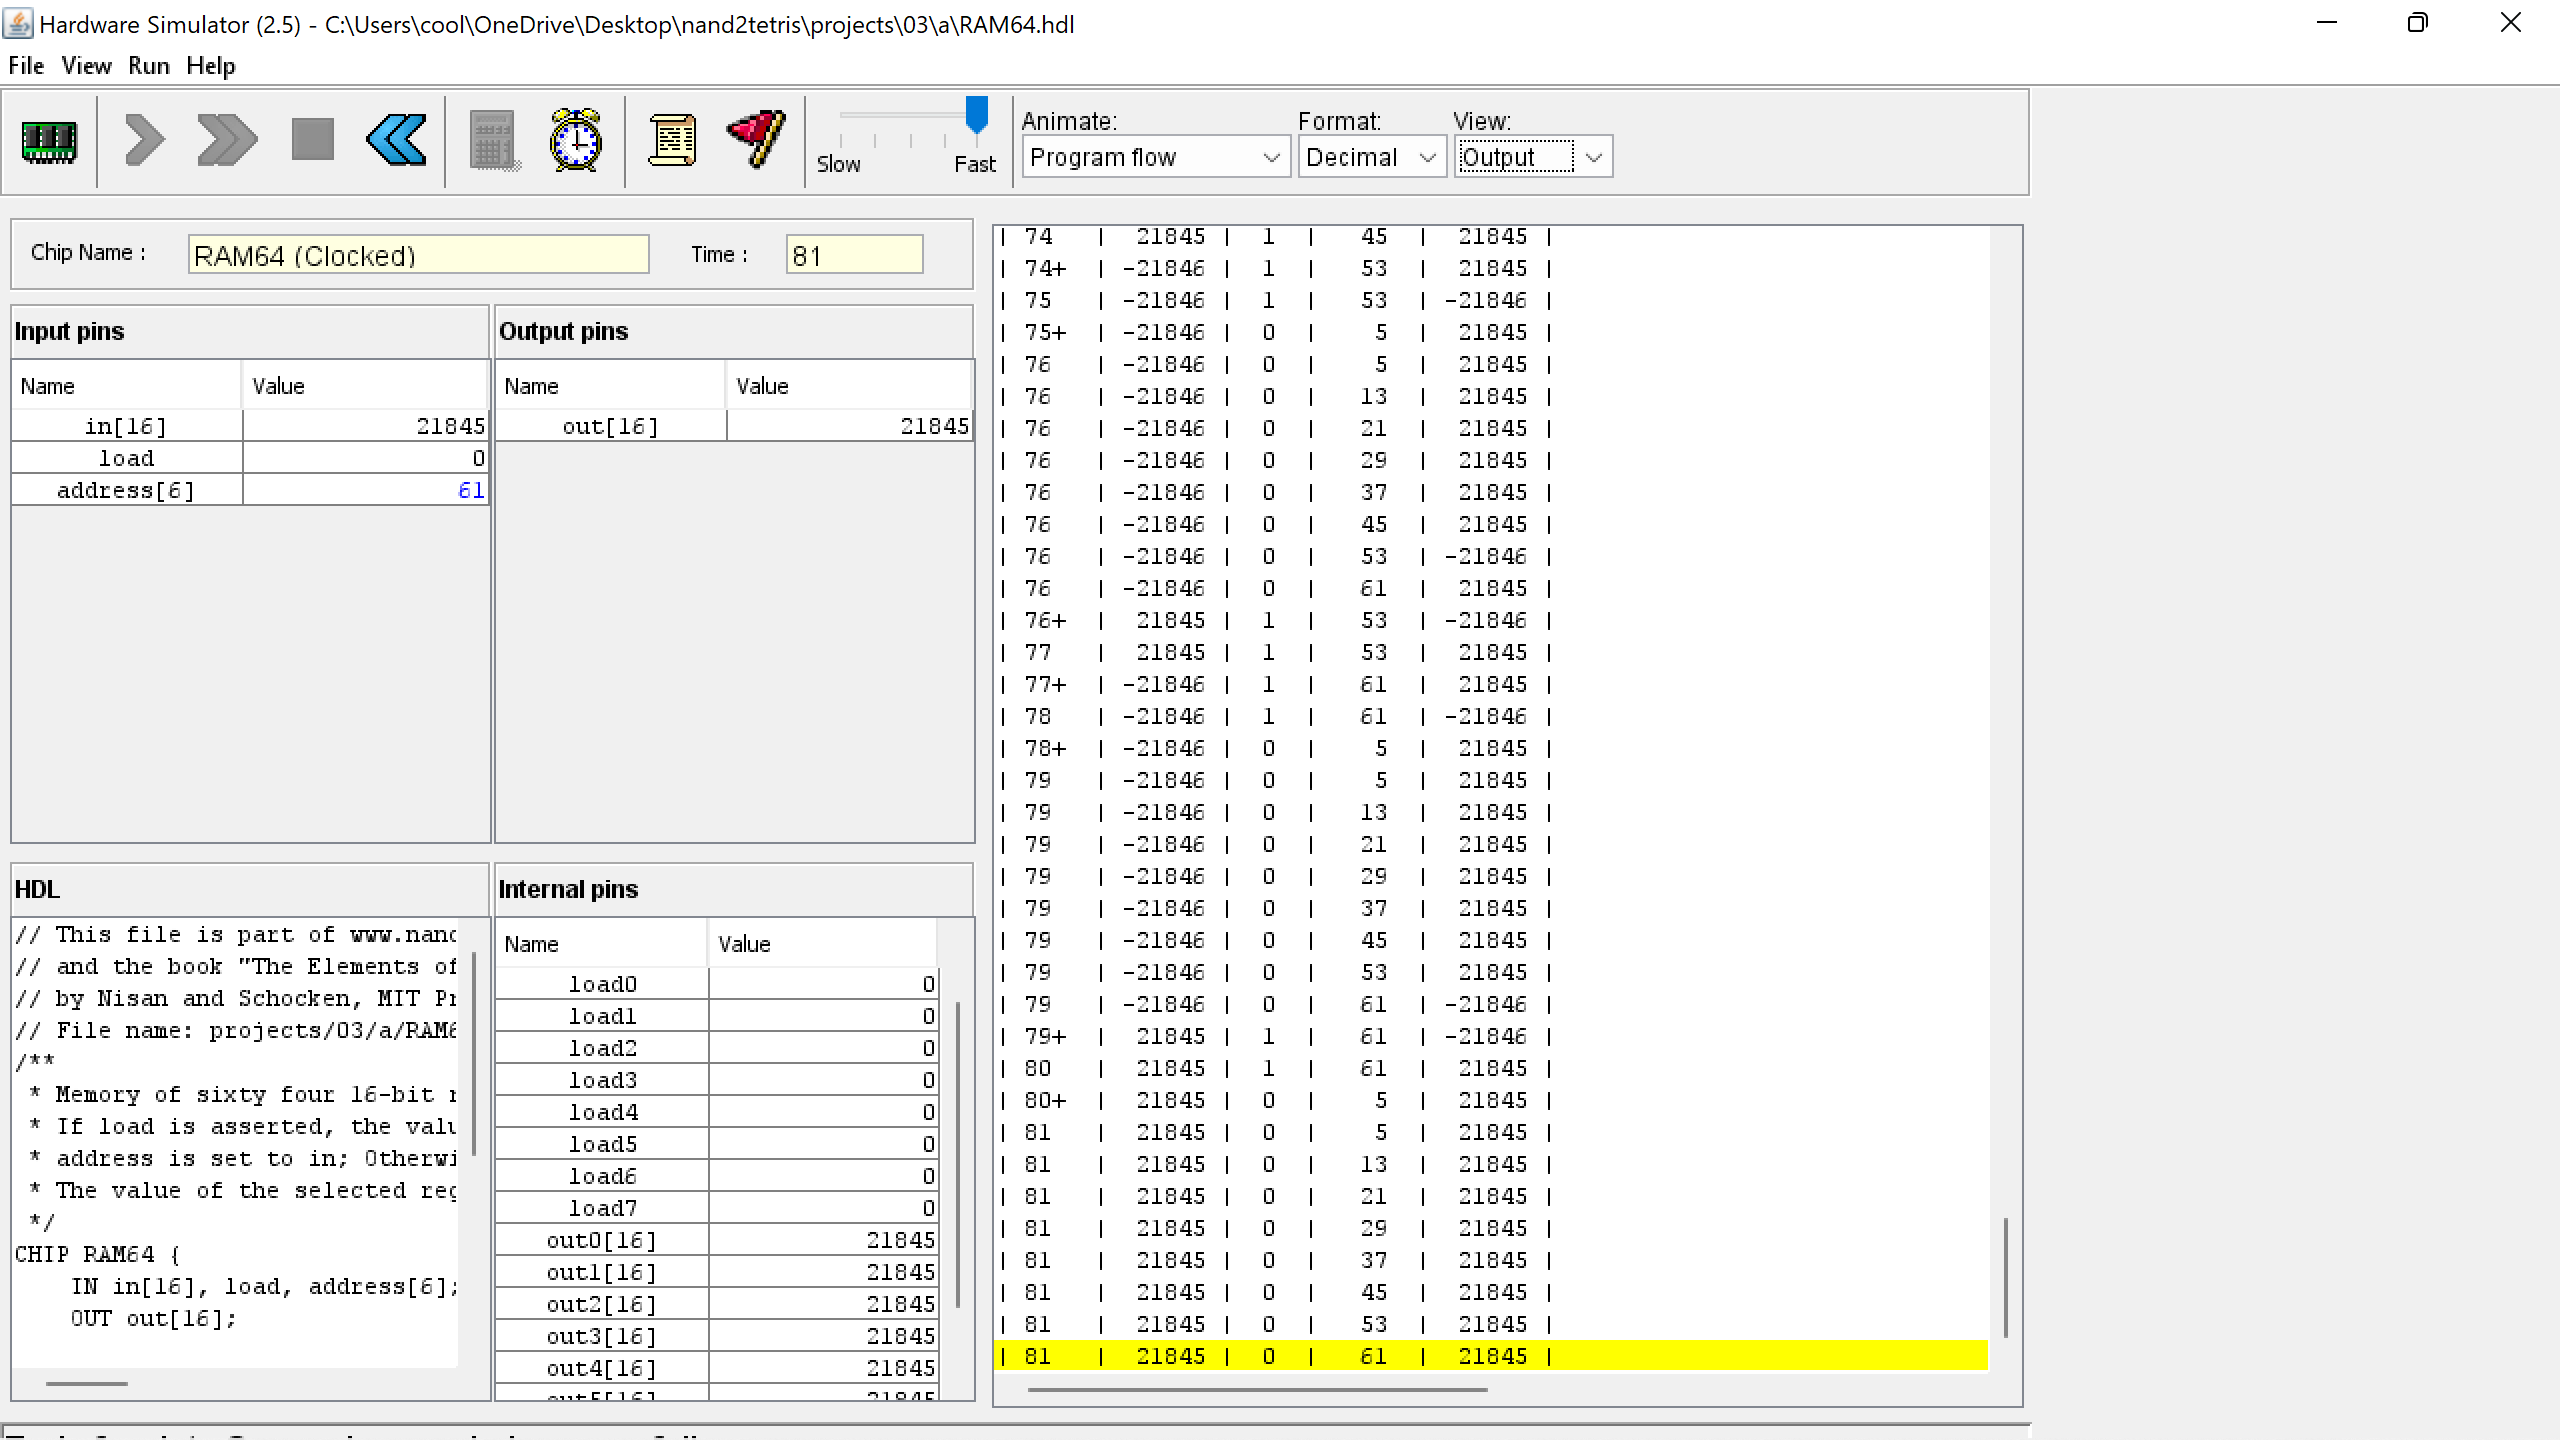 Hardware Simulator (2.5) - C:\Users\cool\OneDrive\Desktop\nand2tetris\projects\03\a\RAM64.hdl
File View Run Help
Slow Fast
Animate: Format: View:
Program flow Decimal Output
Chip Name : RAM64 (Clocked) Time : 81
Input pins
Name Value
in[16] 21845
load 0
address[6] 61
Output pins
Name Value
out[16] 21845
HDL
// This file is part of
// and the book "The Elements of
// by Nisan and Schocken, MIT
// File name:
/**
* Memory of sixty four 16-bit
* If load is asserted, the
* address is set to in;
* The value of the selected
*/
CHIP RAM64 {
IN in[16], load, address[6];
OUT out[16];
Internal pins
Name Value
load0 0
load1 0
load2 0
load3 0
load4 0
load5 0
load6 0
load7 0
out0[16] 21845
out1[16] 21845
out2[16] 21845
out3[16] 21845
out4[16] 21845
| 74 | 21845 | 1 | 45 | 21845 |
| 74+ | -21846 | 1 | 53 | 21845 |
| 75 | -21846 | 1 | 53 | -21846 |
| 75+ | -21846 | 0 | 5 | 21845 |
| 76 | -21846 | 0 | 5 | 21845 |
| 76 | -21846 | 0 | 13 | 21845 |
| 76 | -21846 | 0 | 21 | 21845 |
| 76 | -21846 | 0 | 29 | 21845 |
| 76 | -21846 | 0 | 37 | 21845 |
| 76 | -21846 | 0 | 45 | 21845 |
| 76 | -21846 | 0 | 53 | -21846 |
| 76 | -21846 | 0 | 61 | 21845 |
| 76+ | 21845 | 1 | 53 | -21846 |
| 77 | 21845 | 1 | 53 | 21845 |
| 77+ | -21846 | 1 | 61 | 21845 |
| 78 | -21846 | 1 | 61 | -21846 |
| 78+ | -21846 | 0 | 5 | 21845 |
| 79 | -21846 | 0 | 5 | 21845 |
| 79 | -21846 | 0 | 13 | 21845 |
| 79 | -21846 | 0 | 21 | 21845 |
| 79 | -21846 | 0 | 29 | 21845 |
| 79 | -21846 | 0 | 37 | 21845 |
| 79 | -21846 | 0 | 45 | 21845 |
| 79 | -21846 | 0 | 53 | 21845 |
| 79 | -21846 | 0 | 61 | -21846 |
| 79+ | 21845 | 1 | 61 | -21846 |
| 80 | 21845 | 1 | 61 | 21845 |
| 80+ | 21845 | 0 | 5 | 21845 |
| 81 | 21845 | 0 | 5 | 21845 |
| 81 | 21845 | 0 | 13 | 21845 |
| 81 | 21845 | 0 | 21 | 21845 |
| 81 | 21845 | 0 | 29 | 21845 |
| 81 | 21845 | 0 | 37 | 21845 |
| 81 | 21845 | 0 | 45 | 21845 |
| 81 | 21845 | 0 | 53 | 21845 |
| 81 | 21845 | 0 | 61 | 21845 |